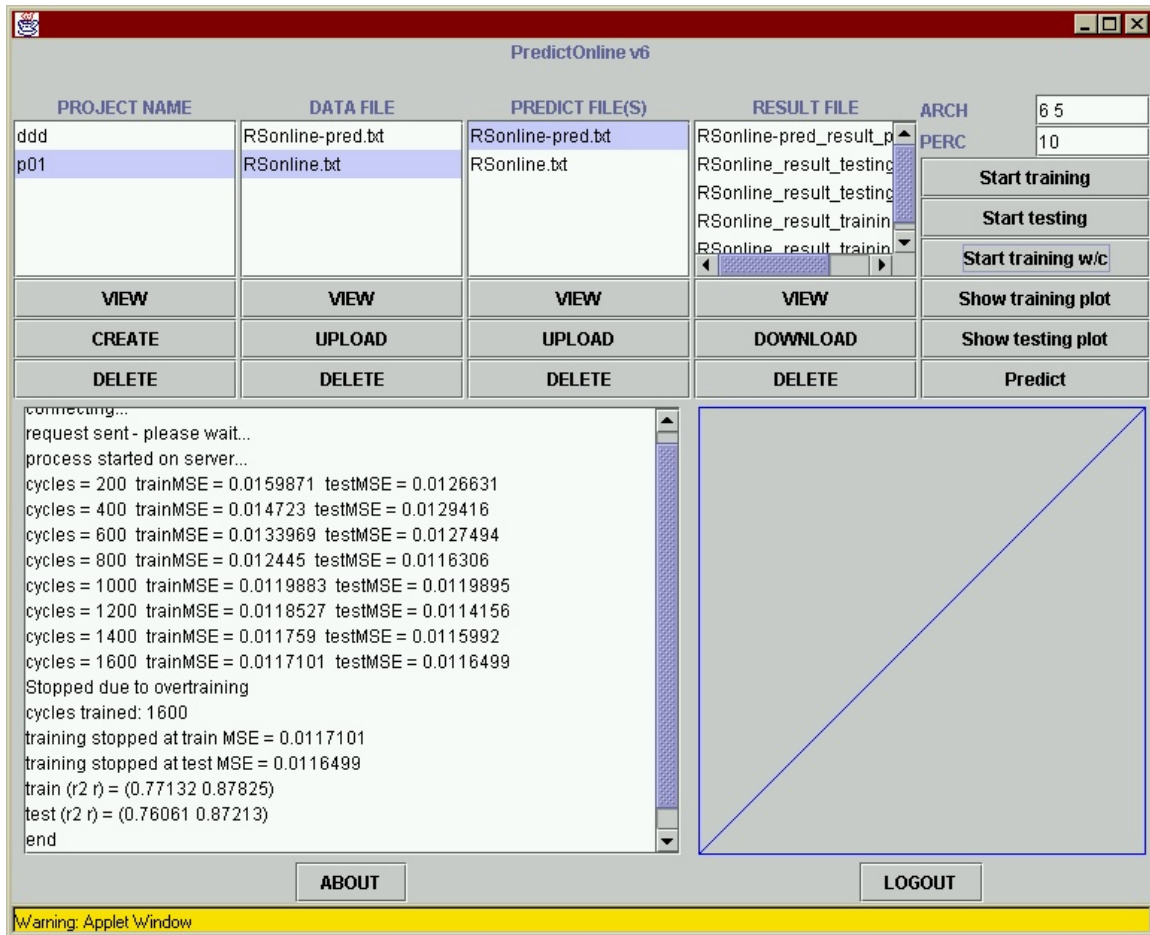 PredictOnline v6
PROJECT NAME DATA FILE PREDICT FILE(S) RESULT FILE ARCH 6 5
PERC 10
ddd RSonline-pred.txt RSonline-pred.txt RSonline-pred_result_p
p01 RSonline.txt RSonline.txt RSonline_result_testing
RSonline_result_testing
RSonline_result_trainin
RSonline_result_trainin
Start training
Start testing
Start training w/c
VIEW VIEW VIEW VIEW Show training plot
CREATE UPLOAD UPLOAD DOWNLOAD Show testing plot
DELETE DELETE DELETE DELETE Predict
connecting...
request sent - please wait...
process started on server...
cycles = 200 trainMSE = 0.0159871 testMSE = 0.0126631
cycles = 400 trainMSE = 0.014723 testMSE = 0.0129416
cycles = 600 trainMSE = 0.0133969 testMSE = 0.0127494
cycles = 800 trainMSE = 0.012445 testMSE = 0.0116306
cycles = 1000 trainMSE = 0.0119883 testMSE = 0.0119895
cycles = 1200 trainMSE = 0.0118527 testMSE = 0.0114156
cycles = 1400 trainMSE = 0.011759 testMSE = 0.0115992
cycles = 1600 trainMSE = 0.0117101 testMSE = 0.0116499
Stopped due to overtraining
cycles trained: 1600
training stopped at train MSE = 0.0117101
training stopped at test MSE = 0.0116499
train (r2 r) = (0.77132 0.87825)
test (r2 r) = (0.76061 0.87213)
end
ABOUT LOGOUT
Warning: Applet Window